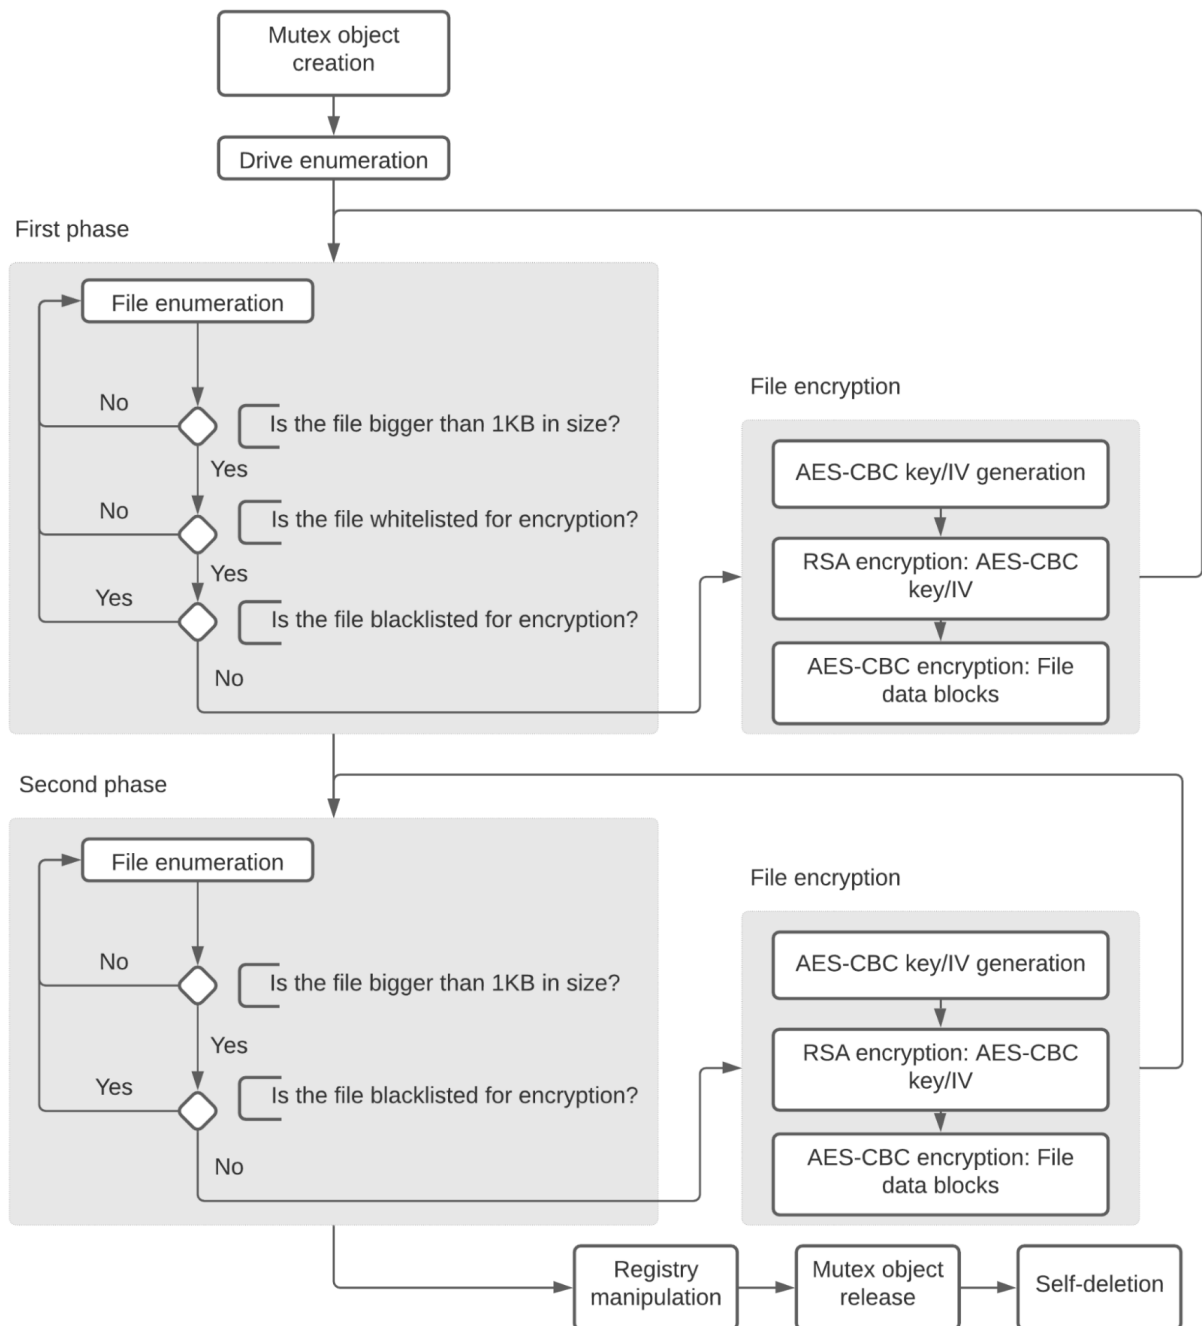 Mutex object
creation
Drive enumeration
First phase
File enumeration
No
Is the file bigger than 1KB in size?
Yes
No
Is the file whitelisted for encryption?
Yes
Yes
Is the file blacklisted for encryption?
No
File encryption
AES-CBC key/IV generation
RSA encryption: AES-CBC
key/IV
AES-CBC encryption: File
data blocks
Second phase
File enumeration
No
Is the file bigger than 1KB in size?
Yes
Yes
Is the file blacklisted for encryption?
No
File encryption
AES-CBC key/IV generation
RSA encryption: AES-CBC
key/IV
AES-CBC encryption: File
data blocks
Registry
manipulation
Mutex object
release
Self-deletion